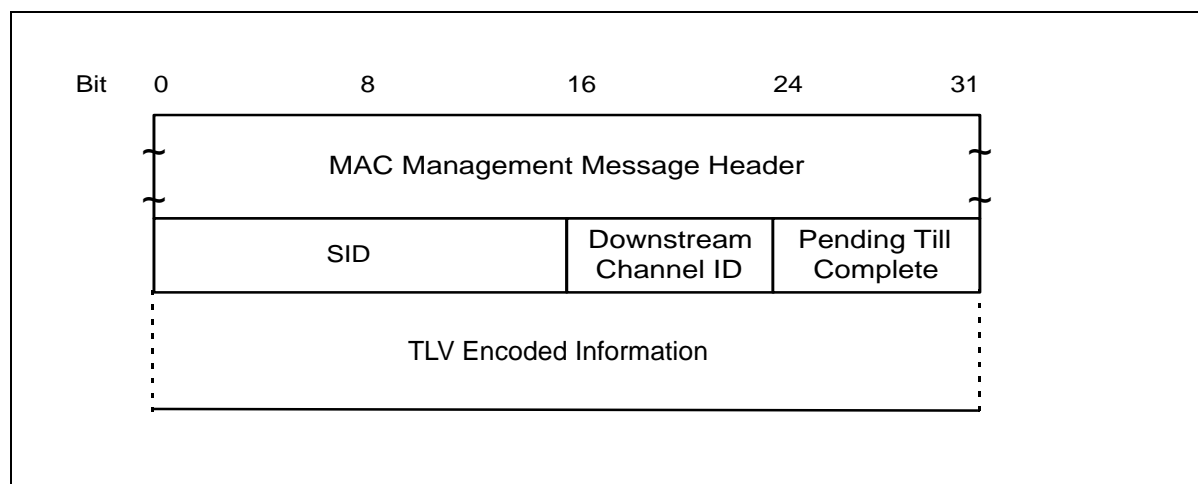 Bit 0 8 16 24 31
MAC Management Message Header
SID
Downstream
Channel ID
Pending Till
Complete
TLV Encoded Information